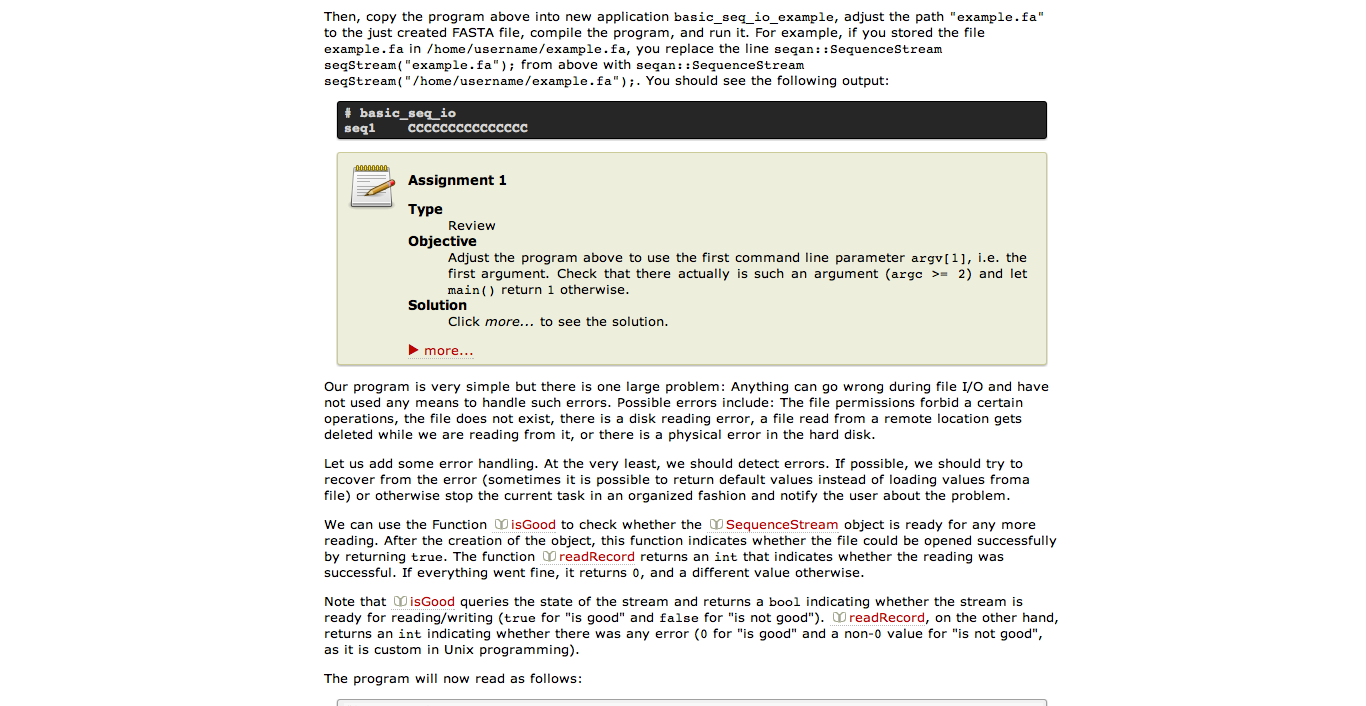 Then, copy the program above into new application basic_seq_io_example, adjust the path "example.fa"
to the just created FASTA file, compile the program, and run it. For example, if you stored the file
example.fa in /home/username/example.fa, you replace the line seqan::SequenceStream
seqStream("example.fa"); from above with seqan::SequenceStream
seqStream("/home/username/example.fa");. You should see the following output:
# basic_seq_io
seq1    CCCCCCCCCCCCCCC
Assignment 1
Type
Review
Objective
Adjust the program above to use the first command line parameter argv[1], i.e. the
first argument. Check that there actually is such an argument (argc >= 2) and let
main() return 1 otherwise.
Solution
Click more... to see the solution.
▶ more...
Our program is very simple but there is one large problem: Anything can go wrong during file I/O and have
not used any means to handle such errors. Possible errors include: The file permissions forbid a certain
operations, the file does not exist, there is a disk reading error, a file read from a remote location gets
deleted while we are reading from it, or there is a physical error in the hard disk.
Let us add some error handling. At the very least, we should detect errors. If possible, we should try to
recover from the error (sometimes it is possible to return default values instead of loading values froma
file) or otherwise stop the current task in an organized fashion and notify the user about the problem.
We can use the Function isGood to check whether the SequenceStream object is ready for any more
reading. After the creation of the object, this function indicates whether the file could be opened successfully
by returning true. The function readRecord returns an int that indicates whether the reading was
successful. If everything went fine, it returns 0, and a different value otherwise.
Note that isGood queries the state of the stream and returns a bool indicating whether the stream is
ready for reading/writing (true for "is good" and false for "is not good"). readRecord, on the other hand,
returns an int indicating whether there was any error (0 for "is good" and a non-0 value for "is not good",
as it is custom in Unix programming).
The program will now read as follows: